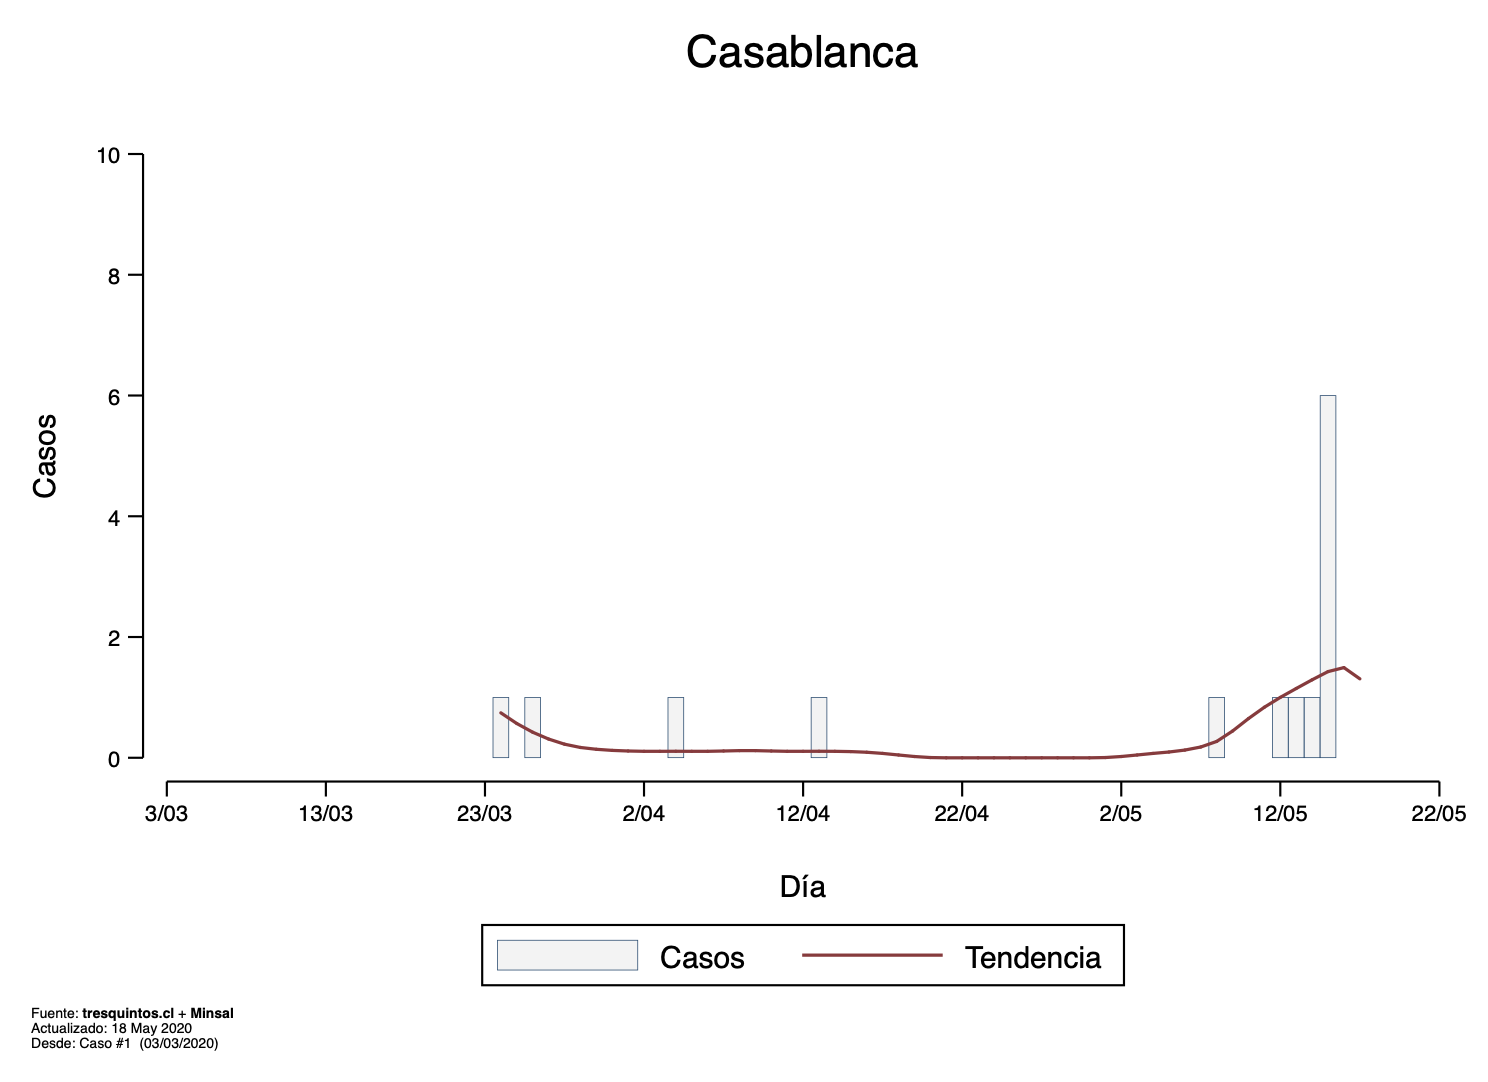 Casablanca
10
8
6
4
2
0
Casos
3/03 13/03 23/03 2/04 12/04 22/04 2/05 12/05 22/05
Día
Casos Tendencia
Fuente: tresquintos.cl + Minsal
Actualizado: 18 May 2020
Desde: Caso #1 (03/03/2020)